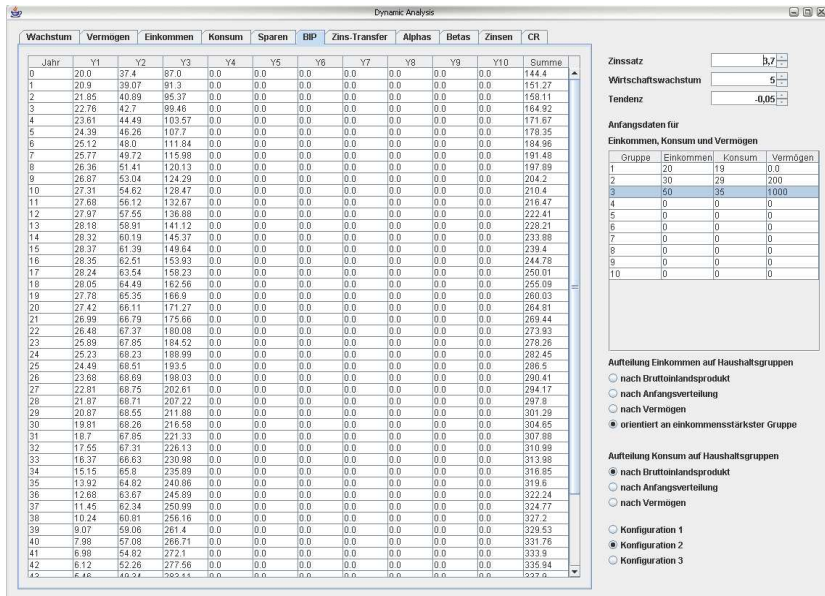 Dynamic Analysis
Wachstum Vermögen Einkommen Konsum Sparen BIP Zins-Transfer Alphas Betas Zinsen CR
Jahr Y1 Y2 Y3 Y4 Y5 Y6 Y7 Y8 Y9 Y10 Summe
0 20.0 37.4 87.0 0.0 0.0 0.0 0.0 0.0 0.0 0.0 144.4
1 20.9 39.07 91.3 0.0 0.0 0.0 0.0 0.0 0.0 0.0 151.27
2 21.85 40.89 95.37 0.0 0.0 0.0 0.0 0.0 0.0 0.0 158.11
3 22.76 42.7 99.46 0.0 0.0 0.0 0.0 0.0 0.0 0.0 164.92
4 23.61 44.49 103.57 0.0 0.0 0.0 0.0 0.0 0.0 0.0 171.67
5 24.39 46.26 107.7 0.0 0.0 0.0 0.0 0.0 0.0 0.0 178.35
6 25.12 48.0 111.84 0.0 0.0 0.0 0.0 0.0 0.0 0.0 184.96
7 25.77 49.72 115.98 0.0 0.0 0.0 0.0 0.0 0.0 0.0 191.48
8 26.36 51.41 120.13 0.0 0.0 0.0 0.0 0.0 0.0 0.0 197.89
9 26.87 53.04 124.29 0.0 0.0 0.0 0.0 0.0 0.0 0.0 204.2
10 27.31 54.62 128.47 0.0 0.0 0.0 0.0 0.0 0.0 0.0 210.4
11 27.68 56.12 132.67 0.0 0.0 0.0 0.0 0.0 0.0 0.0 216.47
12 27.97 57.55 136.88 0.0 0.0 0.0 0.0 0.0 0.0 0.0 222.41
13 28.18 58.91 141.12 0.0 0.0 0.0 0.0 0.0 0.0 0.0 228.21
14 28.32 60.19 145.37 0.0 0.0 0.0 0.0 0.0 0.0 0.0 233.88
15 28.37 61.39 149.64 0.0 0.0 0.0 0.0 0.0 0.0 0.0 239.4
16 28.35 62.51 153.93 0.0 0.0 0.0 0.0 0.0 0.0 0.0 244.78
17 28.24 63.54 158.23 0.0 0.0 0.0 0.0 0.0 0.0 0.0 250.01
18 28.05 64.49 162.56 0.0 0.0 0.0 0.0 0.0 0.0 0.0 255.09
19 27.78 65.35 166.9 0.0 0.0 0.0 0.0 0.0 0.0 0.0 260.03
20 27.42 66.11 171.27 0.0 0.0 0.0 0.0 0.0 0.0 0.0 264.81
21 26.99 66.79 175.66 0.0 0.0 0.0 0.0 0.0 0.0 0.0 269.44
22 26.48 67.37 180.08 0.0 0.0 0.0 0.0 0.0 0.0 0.0 273.93
23 25.89 67.85 184.52 0.0 0.0 0.0 0.0 0.0 0.0 0.0 278.26
24 25.23 68.23 188.99 0.0 0.0 0.0 0.0 0.0 0.0 0.0 282.45
25 24.49 68.51 193.5 0.0 0.0 0.0 0.0 0.0 0.0 0.0 286.5
26 23.68 68.69 198.03 0.0 0.0 0.0 0.0 0.0 0.0 0.0 290.41
27 22.81 68.75 202.61 0.0 0.0 0.0 0.0 0.0 0.0 0.0 294.17
28 21.87 68.71 207.22 0.0 0.0 0.0 0.0 0.0 0.0 0.0 297.8
29 20.87 68.55 211.88 0.0 0.0 0.0 0.0 0.0 0.0 0.0 301.29
30 19.81 68.26 216.58 0.0 0.0 0.0 0.0 0.0 0.0 0.0 304.65
31 18.7 67.85 221.33 0.0 0.0 0.0 0.0 0.0 0.0 0.0 307.88
32 17.55 67.31 226.13 0.0 0.0 0.0 0.0 0.0 0.0 0.0 310.99
33 16.37 66.63 230.98 0.0 0.0 0.0 0.0 0.0 0.0 0.0 313.98
34 15.15 65.8 235.89 0.0 0.0 0.0 0.0 0.0 0.0 0.0 316.85
35 13.92 64.82 240.86 0.0 0.0 0.0 0.0 0.0 0.0 0.0 319.6
36 12.68 63.67 245.89 0.0 0.0 0.0 0.0 0.0 0.0 0.0 322.24
37 11.45 62.34 250.99 0.0 0.0 0.0 0.0 0.0 0.0 0.0 324.77
38 10.24 60.81 256.16 0.0 0.0 0.0 0.0 0.0 0.0 0.0 327.2
39 9.07 59.06 261.4 0.0 0.0 0.0 0.0 0.0 0.0 0.0 329.53
40 7.98 57.08 266.71 0.0 0.0 0.0 0.0 0.0 0.0 0.0 331.76
41 6.98 54.82 272.1 0.0 0.0 0.0 0.0 0.0 0.0 0.0 333.9
42 6.12 52.26 277.56 0.0 0.0 0.0 0.0 0.0 0.0 0.0 335.94
Zinssatz 3,7
Wirtschaftswachstum 5
Tendenz -0,05
Anfangsdaten für
Einkommen, Konsum und Vermögen
Gruppe Einkommen Konsum Vermögen
1 20 19 0.0
2 30 29 200
3 50 35 1000
4 0 0 0
5 0 0 0
6 0 0 0
7 0 0 0
8 0 0 0
9 0 0 0
10 0 0 0
Aufteilung Einkommen auf Haushaltsgruppen
nach Bruttoinlandsprodukt
nach Anfangsverteilung
nach Vermögen
orientiert an einkommensstärkster Gruppe
Aufteilung Konsum auf Haushaltsgruppen
nach Bruttoinlandsprodukt
nach Anfangsverteilung
nach Vermögen
Konfiguration 1
Konfiguration 2
Konfiguration 3